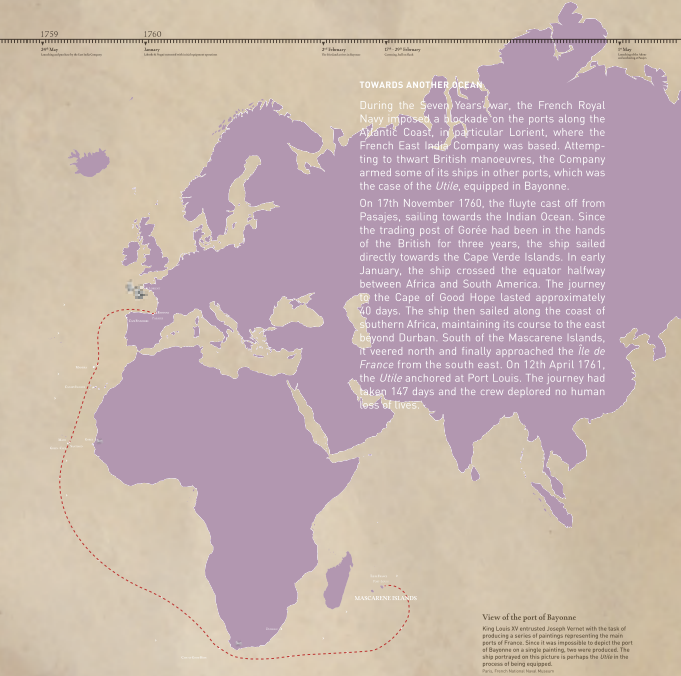 1759
1760
24th May
January
1st May
TOWARDS ANOTHER OCEAN
During the Seven Years' war, the French Royal
Navy imposed a blockade on the ports along the
Atlantic Coast, in particular Lorient, where the
French East India Company was based. Attemp-
ting to thwart British manoeuvres, the Company
armed some of its ships in other ports, which was
the case of the Utile, equipped in Bayonne.
On 17th November 1760, the fluyte cast off from
Pasajes, sailing towards the Indian Ocean. Since
the trading post of Gorée had been in the hands
of the British for three years, the ship sailed
directly towards the Cape Verde Islands. In early
January, the ship crossed the equator halfway
between Africa and South America. The journey
to the Cape of Good Hope lasted approximately
40 days. The ship then sailed along the coast of
southern Africa, maintaining its course to the east
beyond Durban. South of the Mascarene Islands,
it veered north and finally approached the Île de
France from the south east. On 12th April 1761,
the Utile anchored at Port Louis. The journey had
taken 147 days and the crew deplored no human
loss of lives.
MASCARENE ISLANDS
View of the port of Bayonne
King Louis XV entrusted Joseph Vernet with the task of
producing a series of paintings representing the main
ports of France. Since it was impossible to depict the port
of Bayonne on a single painting, two were produced. The
ship portrayed on this picture is perhaps the Utile in the
process of being equipped.
Paris, French National Naval Museum